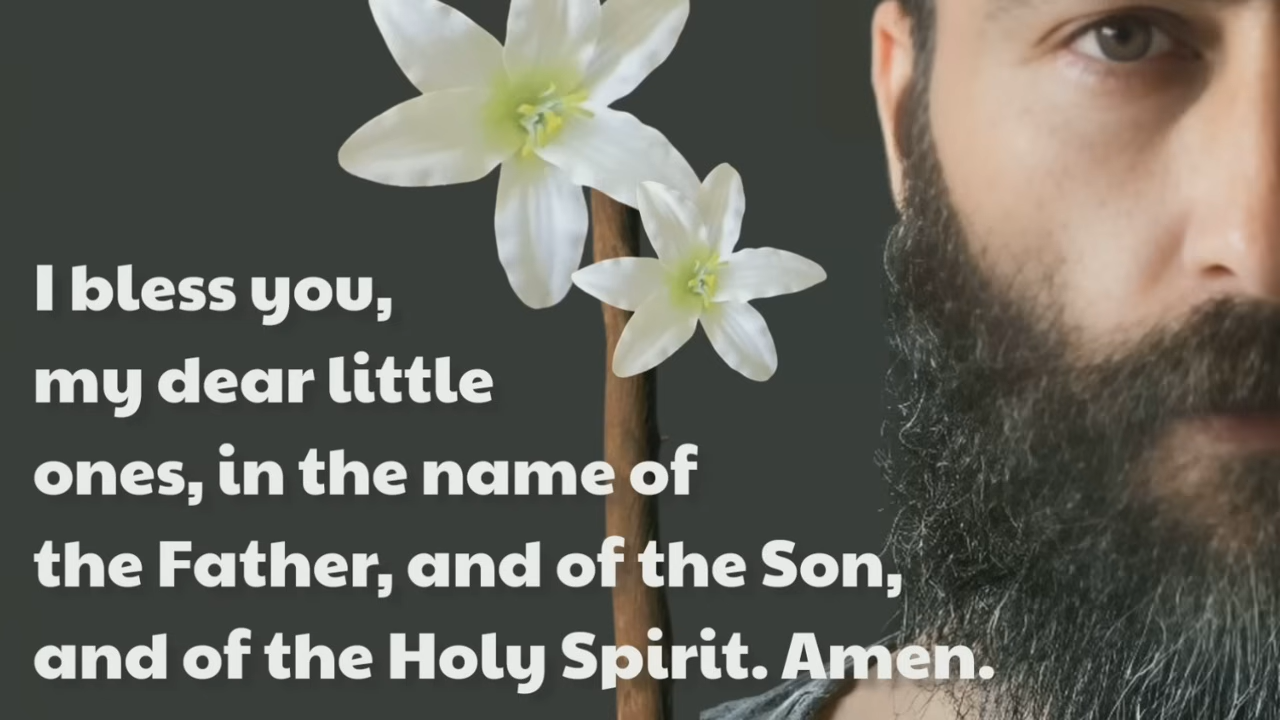 I bless you,
my dear little
ones, in the name of
the Father, and of the Son,
and of the Holy Spirit. Amen.